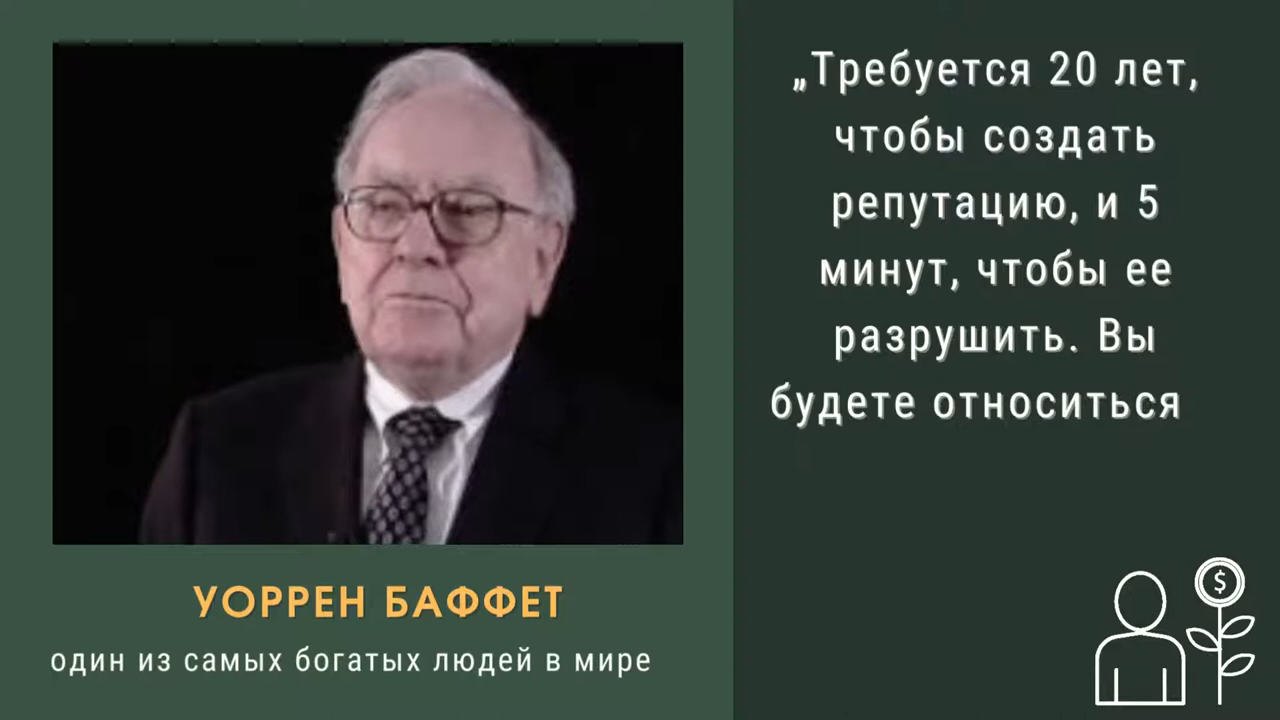 „Требуется 20 лет,
чтобы создать
репутацию, и 5
минут, чтобы ее
разрушить. Вы
будете относиться
УОРРЕН БАФФЕТ
один из самых богатых людей в мире
$